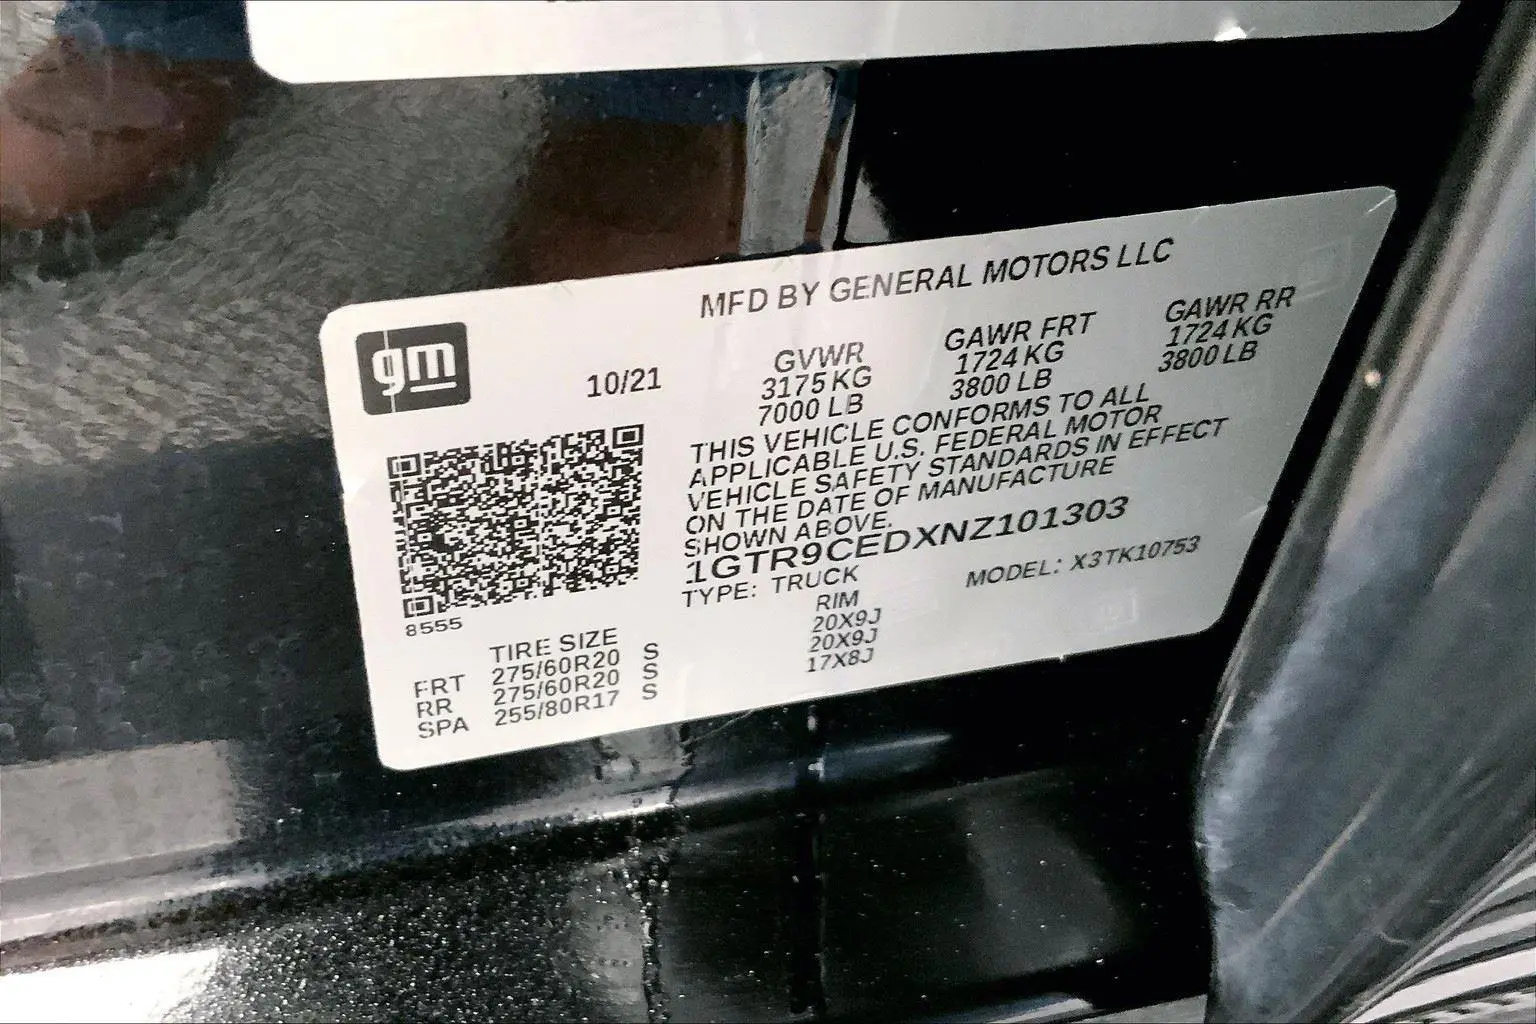 MFD BY GENERAL MOTORS LLC
gm
10/21
GVWR GAWR FRT GAWR RR
3175 KG 1724 KG 1724 KG
7000 LB 3800 LB 3800 LB
THIS VEHICLE CONFORMS TO ALL
APPLICABLE U.S. FEDERAL MOTOR
VEHICLE SAFETY STANDARDS IN EFFECT
ON THE DATE OF MANUFACTURE
SHOWN ABOVE.
1GTR9CEDXNZ101303
TYPE: TRUCK MODEL: X3TK10753
8555
TIRE SIZE RIM
FRT 275/60R20 S 20X9J
RR 275/60R20 S 20X9J
SPA 255/80R17 S 17X8J